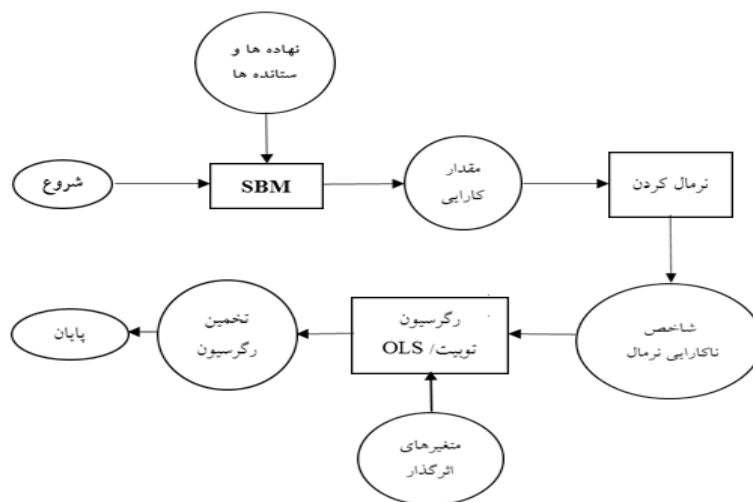 نهاده ها و
ستانده ها
شروع
SBM
مقدار
کارایی
نرمال کردن
شاخص
ناکارایی نرمال
رگرسیون
توبیت/ OLS
تخمین
رگرسیون
پایان
متغیرهای
اثرگذار